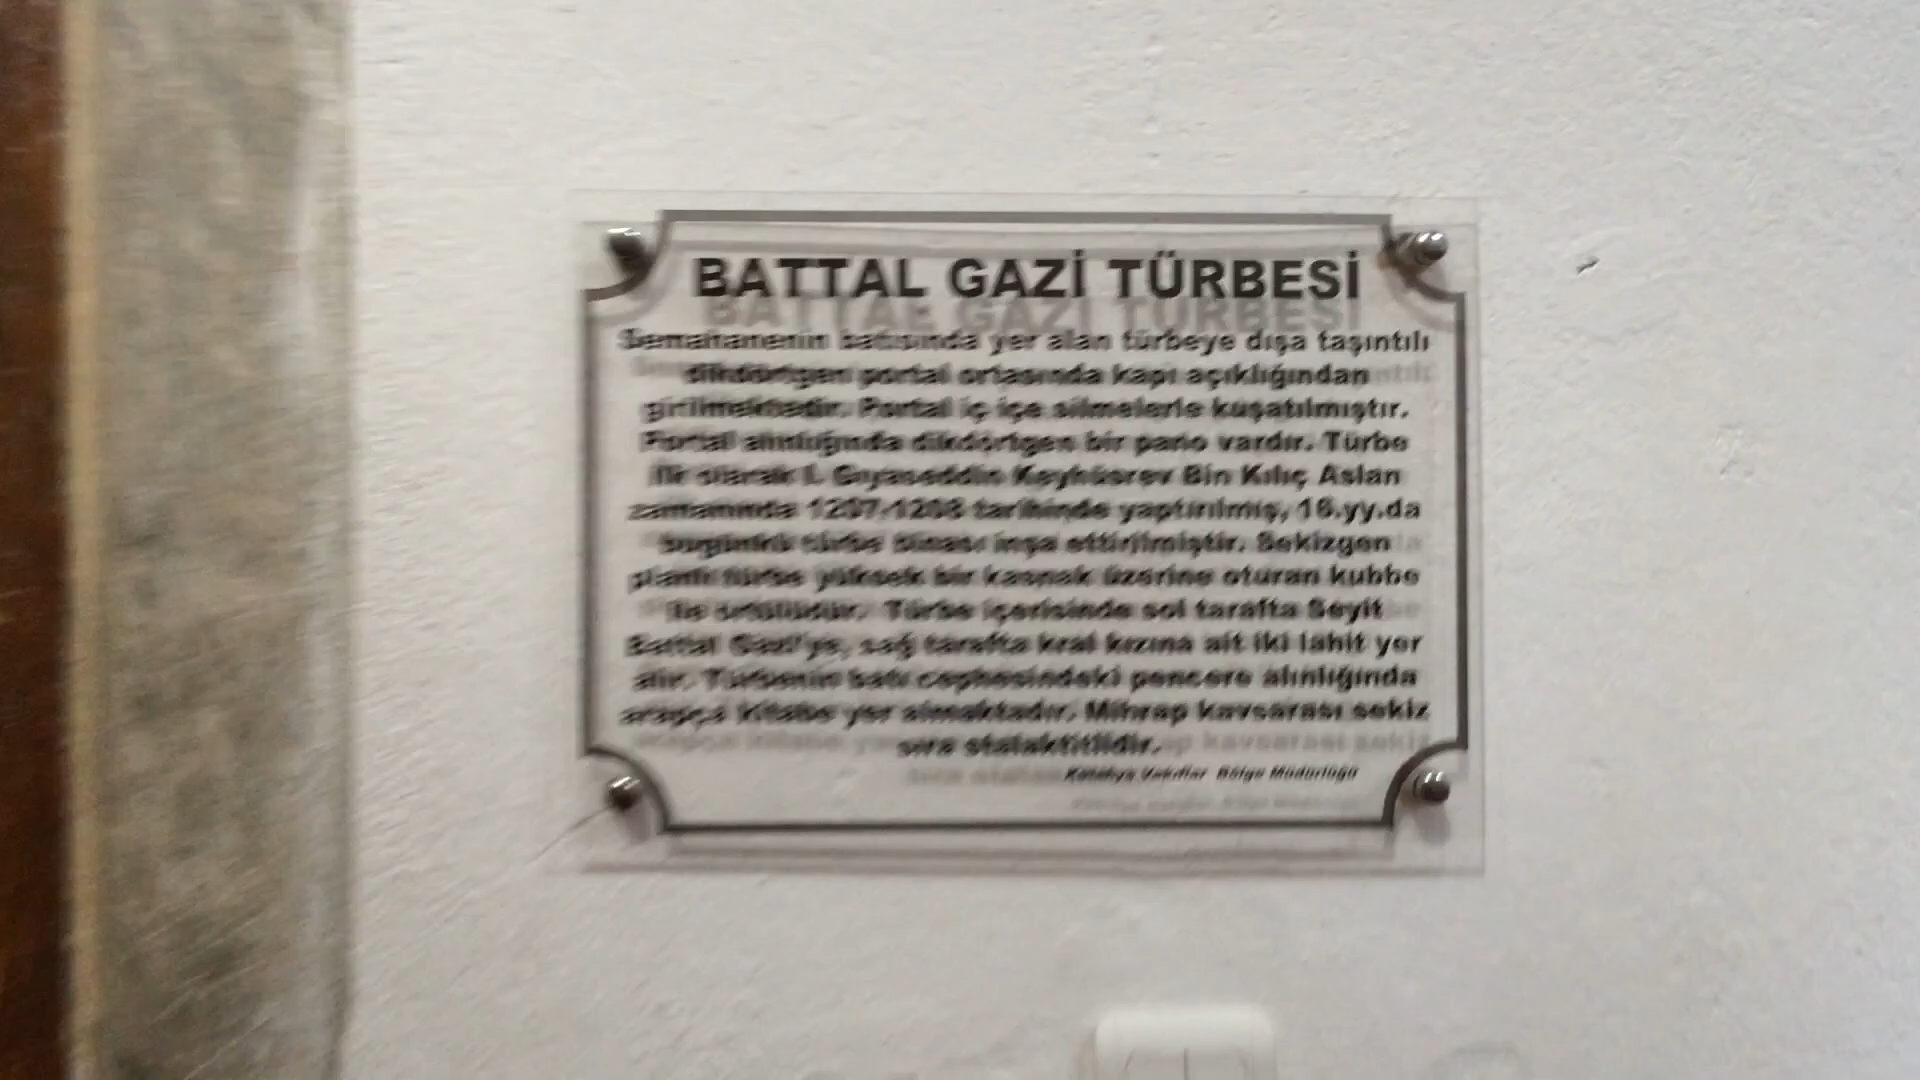 BATTAL GAZİ TÜRBESİ
Semahanenin batısında yer alan türbeye dışa taşıntılı
dikdörtgen portal ortasında kapı açıklığından
girilmektedir. Portal iç içe silmelerle kuşatılmıştır.
Portal alınlığında dikdörtgen bir pano vardır. Türbe
ilk olarak I. Gıyaseddin Keyhüsrev Bin Kılıç Aslan
zamanında 1207-1208 tarihinde yaptırılmış, 16.yy.da
bugünkü türbe binası inşa ettirilmiştir. Sekizgen
planlı türbe yüksek bir kasnak üzerine oturan kubbe
ile örtülüdür. Türbe içerisinde sol tarafta Seyit
Battal Gazi'ye, sağ tarafta kral kızına ait iki lahit yer
alır. Türbenin batı cephesindeki pencere alınlığında
arapça kitabe yer almaktadır. Mihrap kavsarası sekiz
sıra stalaktitlidir.
Kütahya Vakıflar Bölge Müdürlüğü